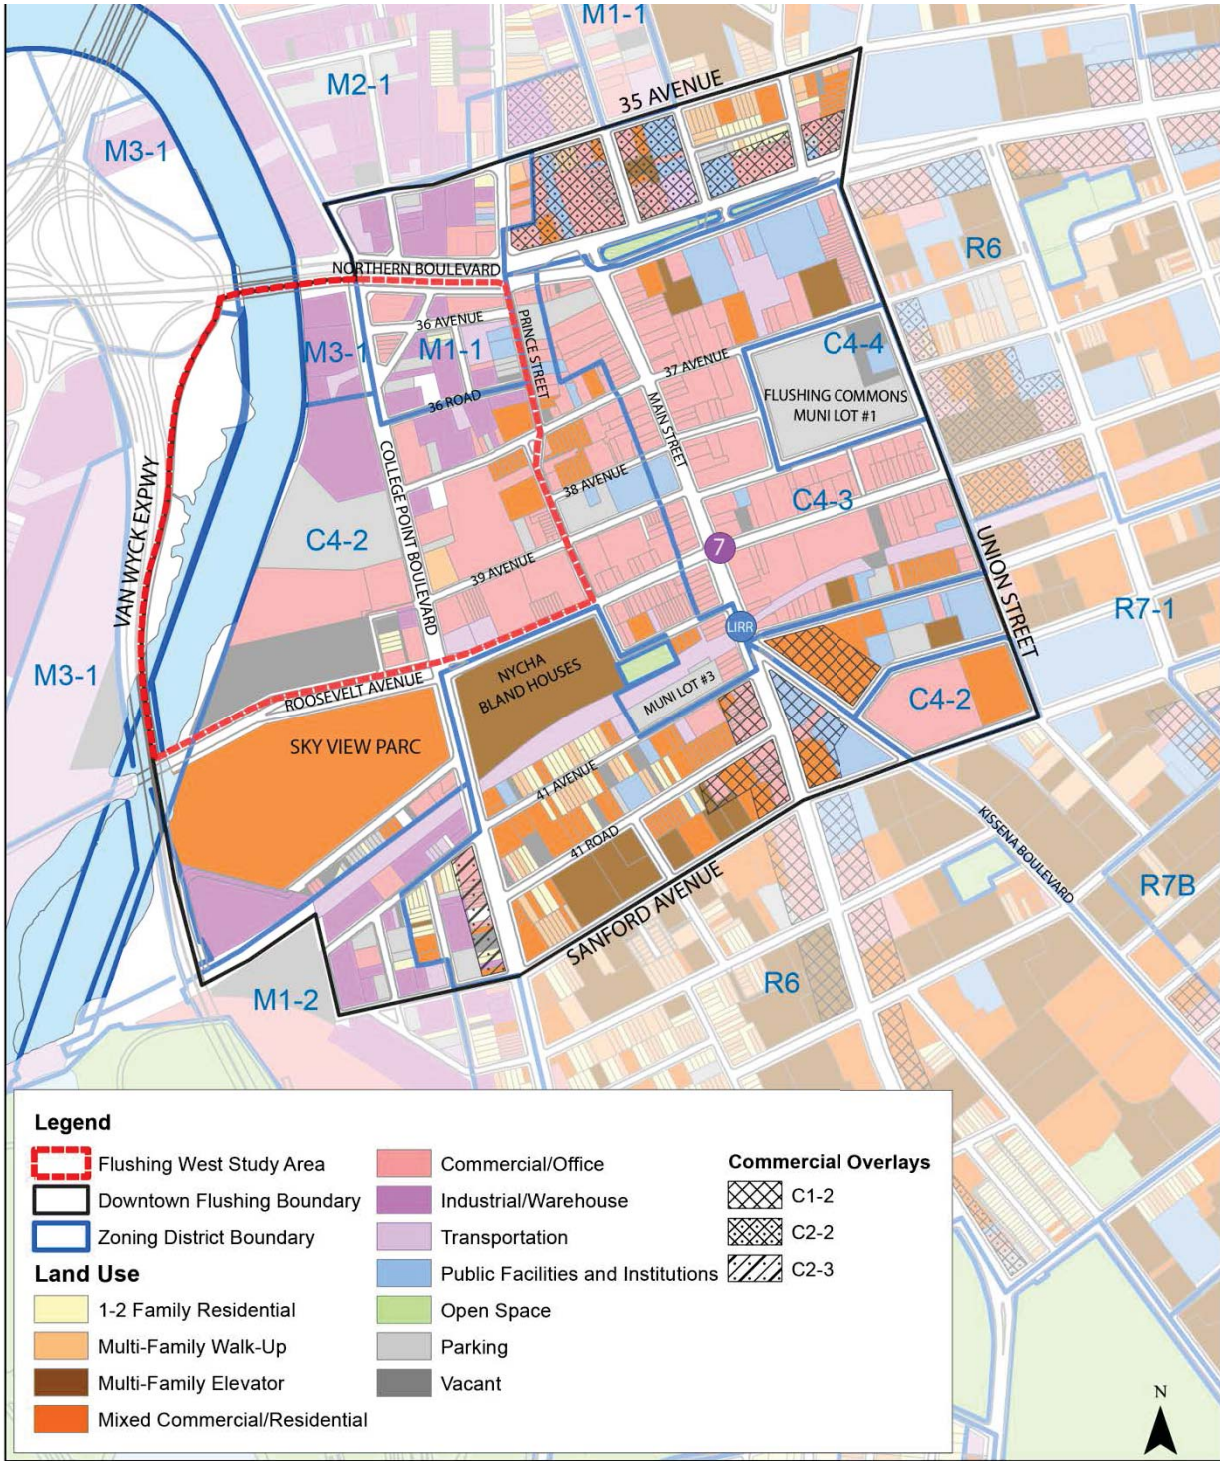 M1-1
M2-1
35 AVENUE
M3-1
R6
NORTHERN BOULEVARD
36 AVENUE
PRINCE STREET
M3-1
M1-1
C4-4
37 AVENUE
36 ROAD
FLUSHING COMMONS
MUNI LOT #1
MAIN STREET
COLLEGE POINT BOULEVARD
38 AVENUE
C4-3
VAN WYCK EXPWY
C4-2
7
39 AVENUE
UNION STREET
R7-1
LIRR
M3-1
NYCHA
BLAND HOUSES
ROOSEVELT AVENUE
MUNI LOT #3
C4-2
SKY VIEW PARC
41 AVENUE
41 ROAD
KISSENA BOULEVARD
R7B
SANFORD AVENUE
R6
M1-2
Legend
Flushing West Study Area
Downtown Flushing Boundary
Zoning District Boundary
Land Use
1-2 Family Residential
Multi-Family Walk-Up
Multi-Family Elevator
Mixed Commercial/Residential
Commercial/Office
Industrial/Warehouse
Transportation
Public Facilities and Institutions
Open Space
Parking
Vacant
Commercial Overlays
C1-2
C2-2
C2-3
N